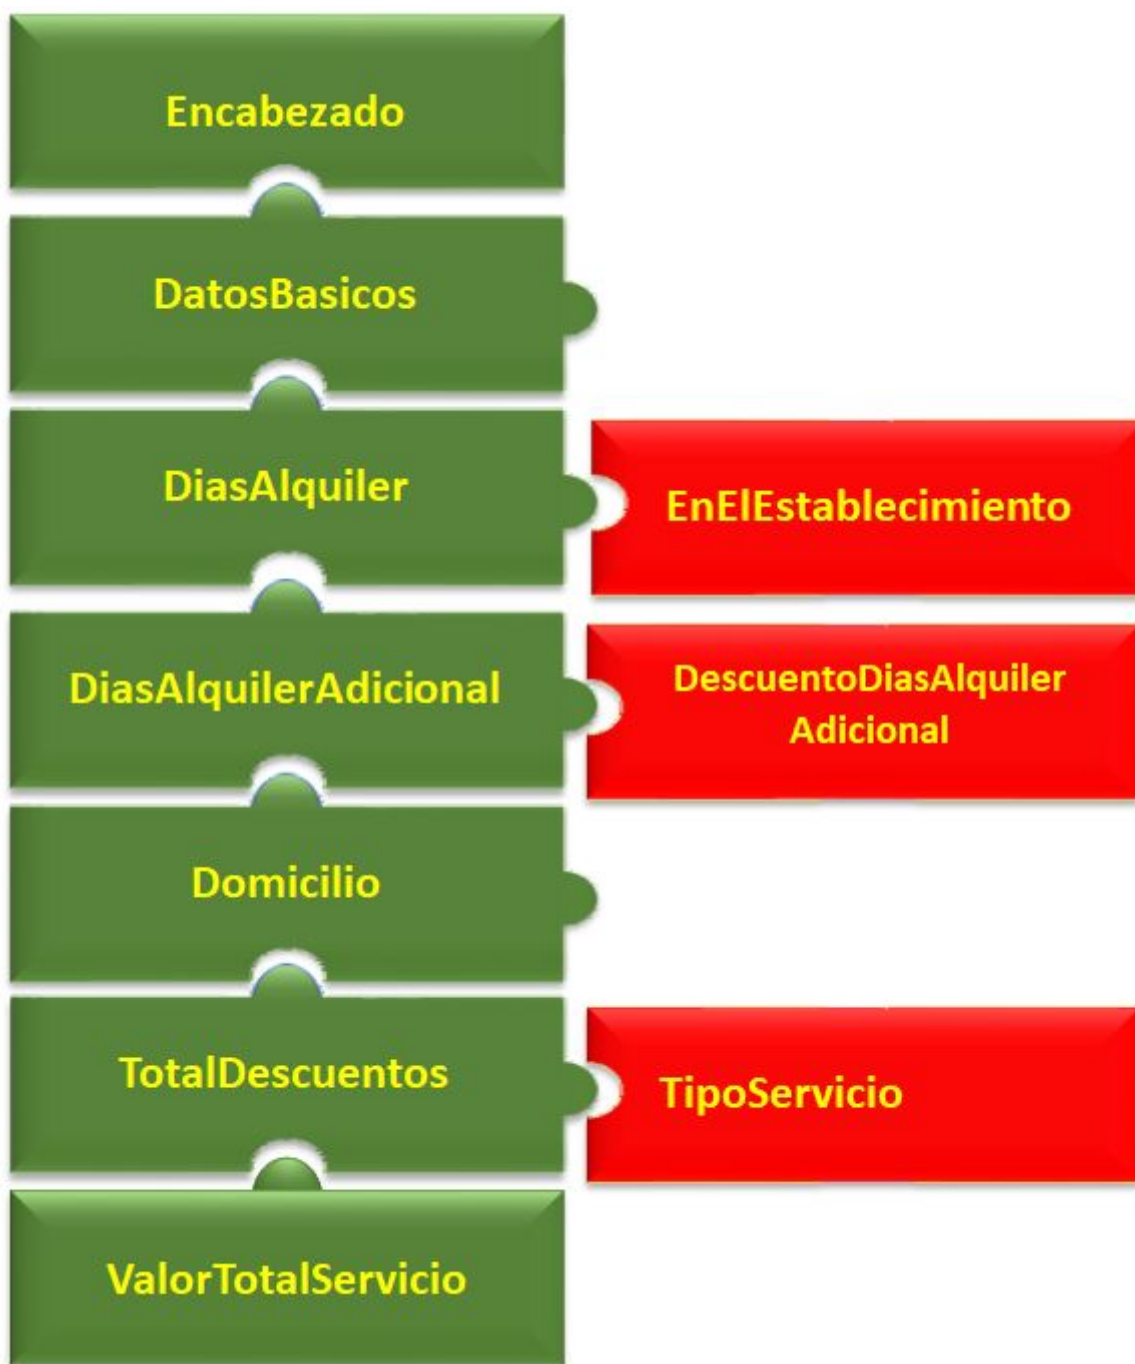 Encabezado
DatosBasicos
DiasAlquiler
EnElEstablecimiento
DiasAlquilerAdicional
DescuentoDiasAlquiler
Adicional
Domicilio
TotalDescuentos
TipoServicio
ValorTotalServicio